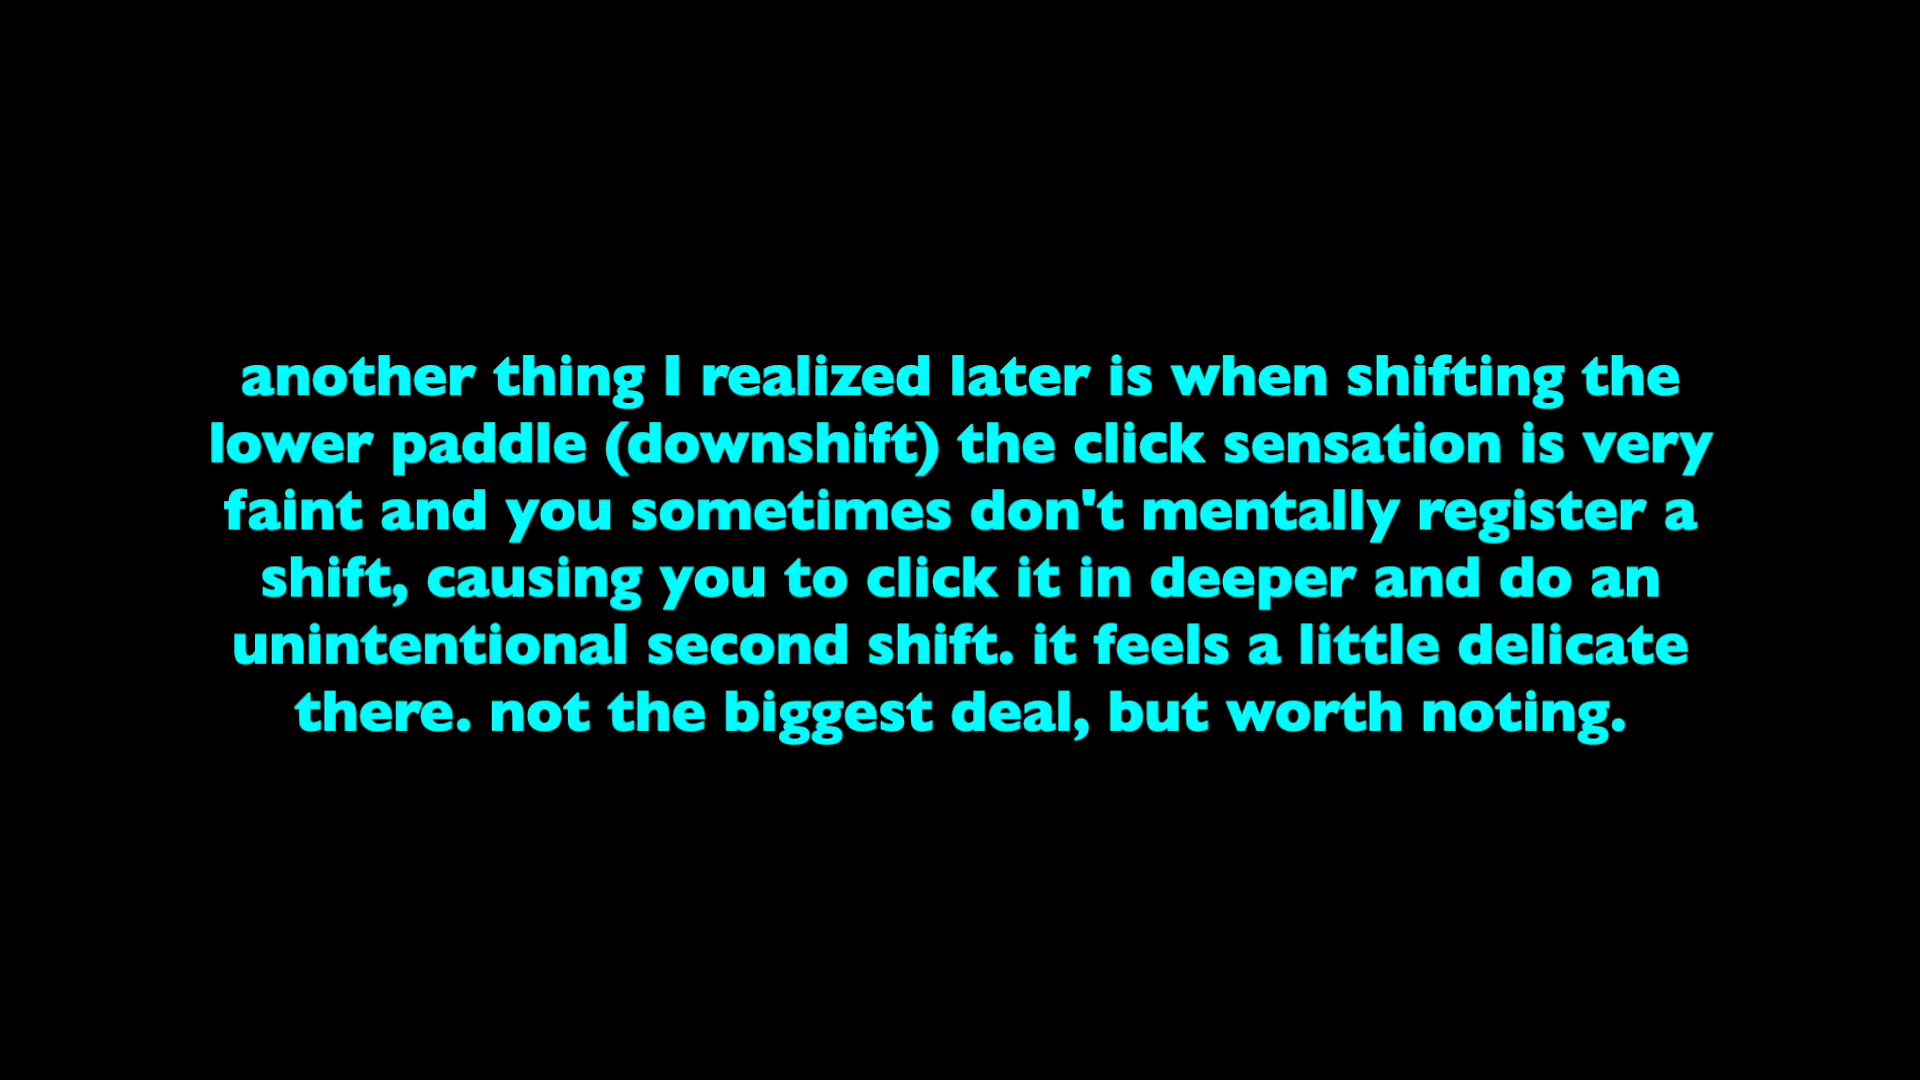 another thing I realized later is when shifting the
lower paddle (downshift) the click sensation is very
faint and you sometimes don't mentally register a
shift, causing you to click it in deeper and do an
unintentional second shift. it feels a little delicate
there. not the biggest deal, but worth noting.